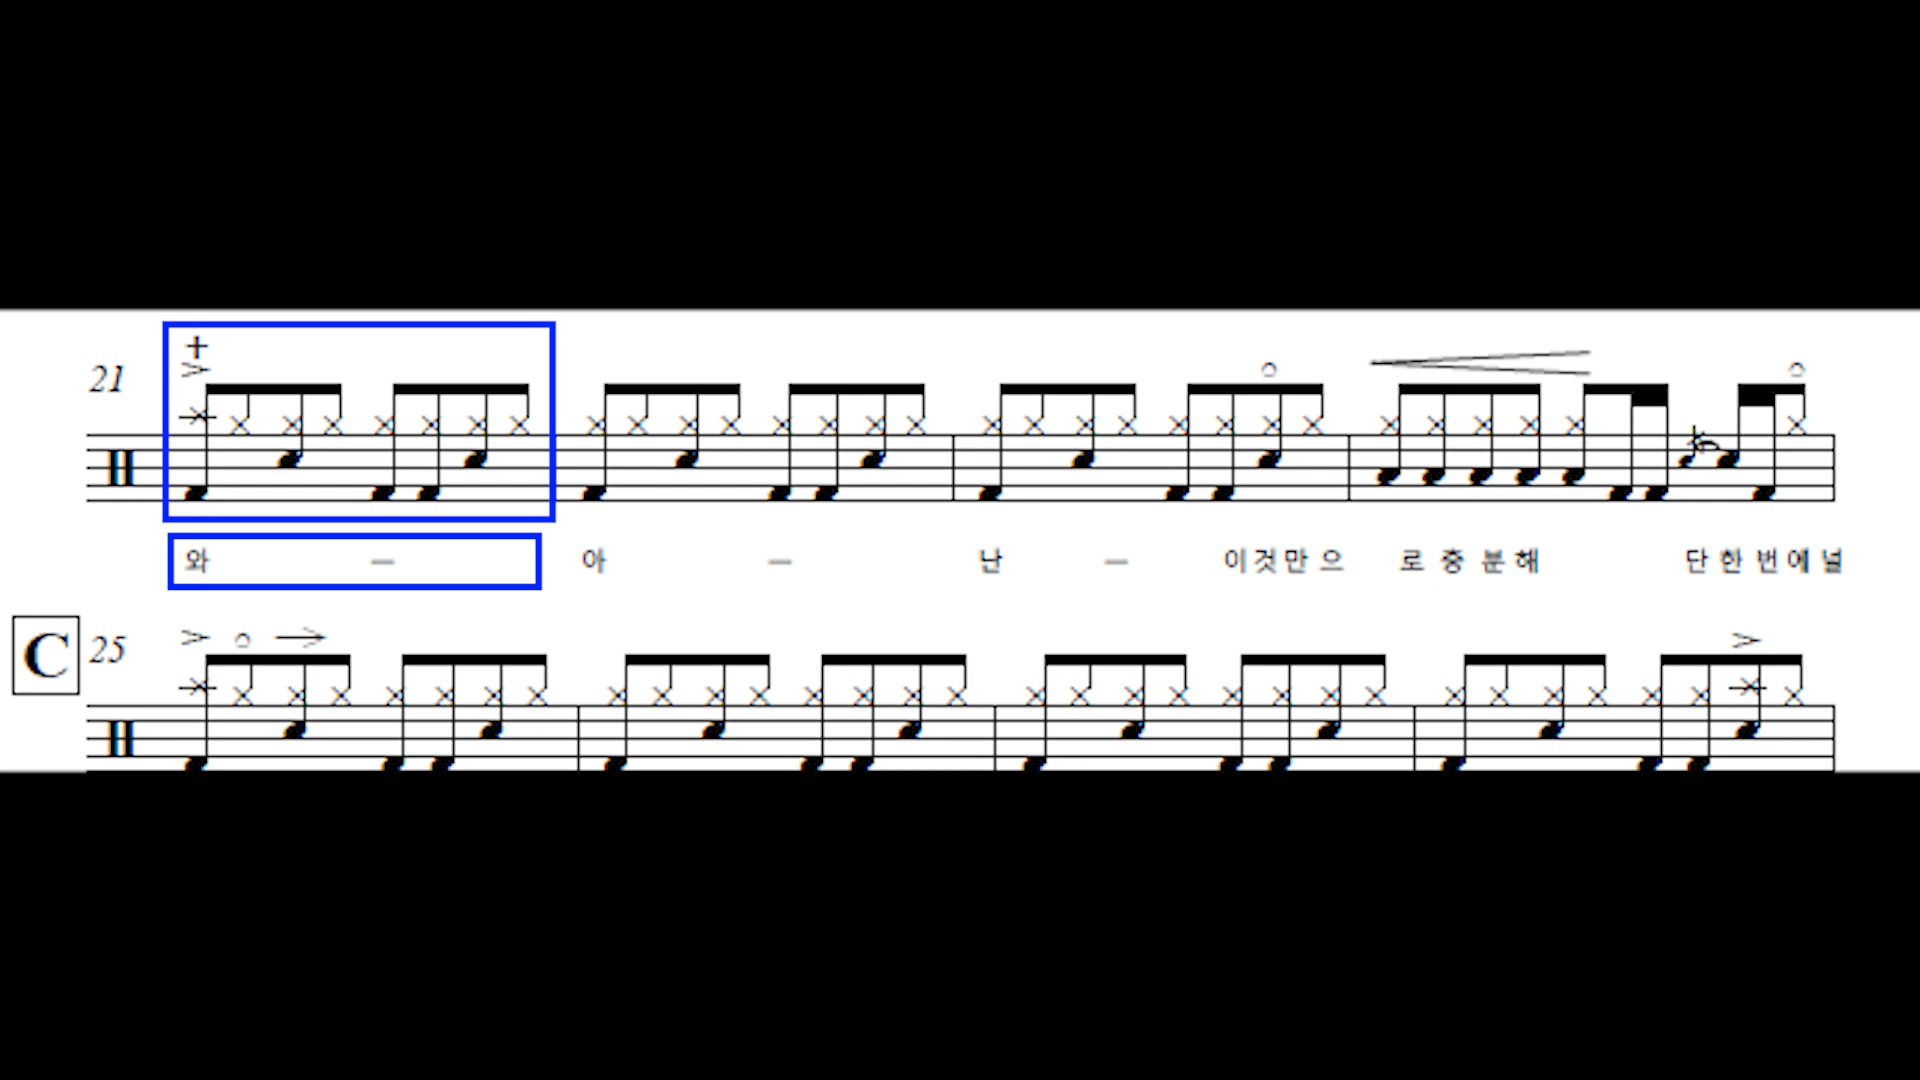 21
와 — 아 — 난 — 이것만 으 로 충 분 해 단 한 번 에 널
C 25